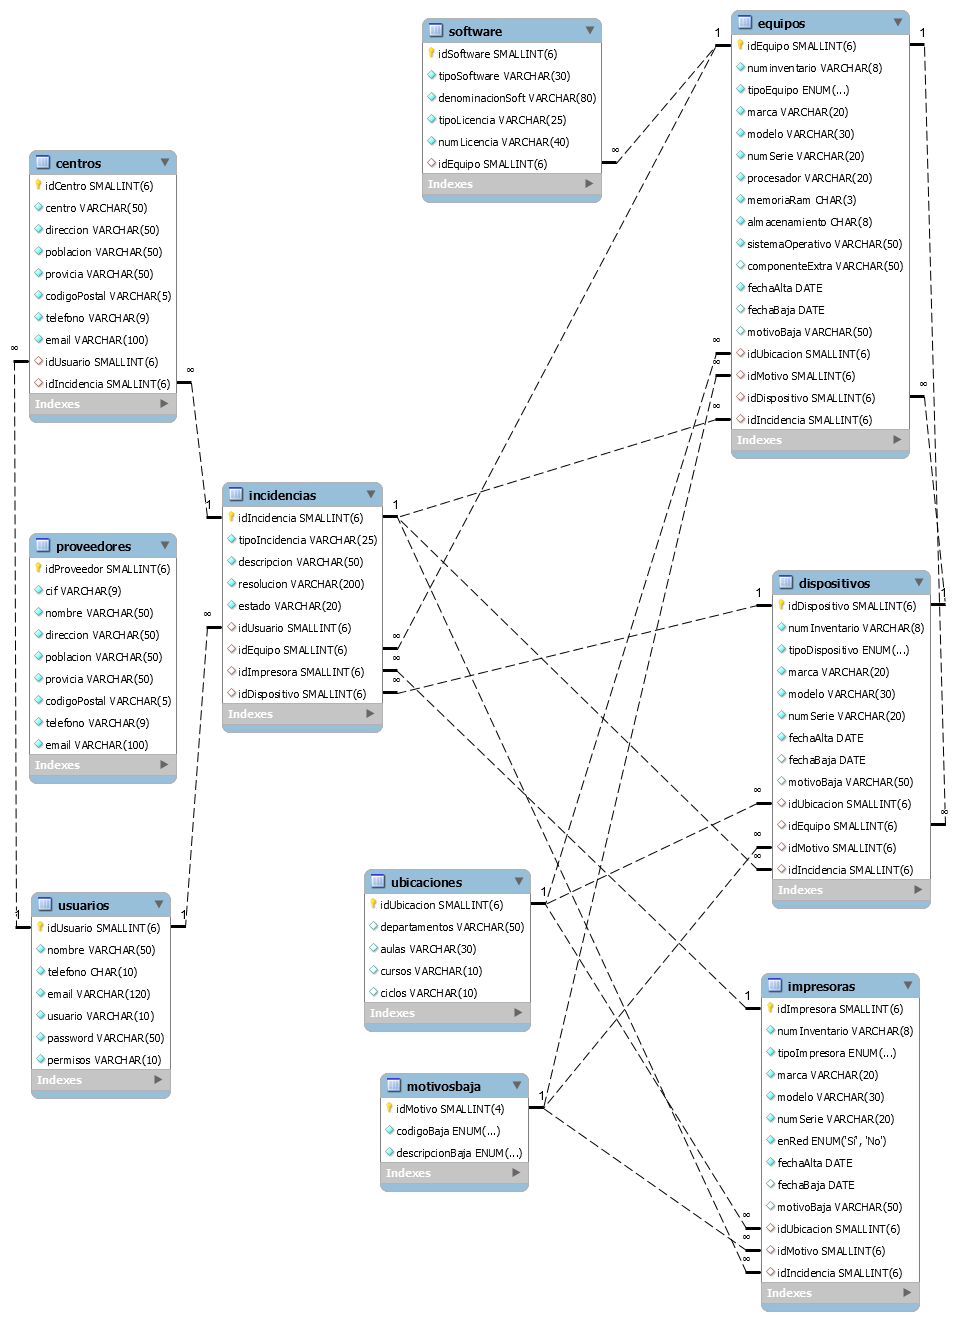 software
idSoftware SMALLINT(6)
tipoSoftware VARCHAR(30)
denominacionSoft VARCHAR(80)
tipoLicencia VARCHAR(25)
numLicencia VARCHAR(40)
idEquipo SMALLINT(6)
Indexes
∞
1
equipos
1
idEquipo SMALLINT(6)
numinventario VARCHAR(8)
tipoEquipo ENUM(...)
marca VARCHAR(20)
modelo VARCHAR(30)
numSerie VARCHAR(20)
procesador VARCHAR(20)
memoriaRam CHAR(3)
almacenamiento CHAR(8)
sistemaOperativo VARCHAR(50)
componenteExtra VARCHAR(50)
fechaAlta DATE
fechaBaja DATE
motivoBaja VARCHAR(50)
∞
idUbicacion SMALLINT(6)
∞
idMotivo SMALLINT(6)
∞
idDispositivo SMALLINT(6)
∞
idIncidencia SMALLINT(6)
Indexes
centros
idCentro SMALLINT(6)
centro VARCHAR(50)
direccion VARCHAR(50)
poblacion VARCHAR(50)
provicia VARCHAR(50)
codigoPostal VARCHAR(5)
telefono VARCHAR(9)
email VARCHAR(100)
∞
idUsuario SMALLINT(6)
∞
idIncidencia SMALLINT(6)
Indexes
incidencias
1
1
idIncidencia SMALLINT(6)
tipoIncidencia VARCHAR(25)
descripcion VARCHAR(50)
resolucion VARCHAR(200)
estado VARCHAR(20)
∞
idUsuario SMALLINT(6)
∞
idEquipo SMALLINT(6)
∞
idImpresora SMALLINT(6)
∞
idDispositivo SMALLINT(6)
Indexes
proveedores
idProveedor SMALLINT(6)
cif VARCHAR(9)
nombre VARCHAR(50)
direccion VARCHAR(50)
poblacion VARCHAR(50)
provicia VARCHAR(50)
codigoPostal VARCHAR(5)
telefono VARCHAR(9)
email VARCHAR(100)
Indexes
dispositivos
1
1
idDispositivo SMALLINT(6)
numInventario VARCHAR(8)
tipoDispositivo ENUM(...)
marca VARCHAR(20)
modelo VARCHAR(30)
numSerie VARCHAR(20)
fechaAlta DATE
fechaBaja DATE
motivoBaja VARCHAR(50)
∞
idUbicacion SMALLINT(6)
∞
idEquipo SMALLINT(6)
∞
idMotivo SMALLINT(6)
∞
idIncidencia SMALLINT(6)
Indexes
usuarios
1
1
idUsuario SMALLINT(6)
nombre VARCHAR(50)
telefono CHAR(10)
email VARCHAR(120)
usuario VARCHAR(10)
password VARCHAR(50)
permisos VARCHAR(10)
Indexes
ubicaciones
1
idUbicacion SMALLINT(6)
departamentos VARCHAR(50)
aulas VARCHAR(30)
cursos VARCHAR(10)
ciclos VARCHAR(10)
Indexes
motivosbaja
1
idMotivo SMALLINT(4)
codigoBaja ENUM(...)
descripcionBaja ENUM(...)
Indexes
impresoras
1
idImpresora SMALLINT(6)
numInventario VARCHAR(8)
tipoImpresora ENUM(...)
marca VARCHAR(20)
modelo VARCHAR(30)
numSerie VARCHAR(20)
enRed ENUM('Sí', 'No')
fechaAlta DATE
fechaBaja DATE
motivoBaja VARCHAR(50)
∞
idUbicacion SMALLINT(6)
∞
idMotivo SMALLINT(6)
∞
idIncidencia SMALLINT(6)
Indexes